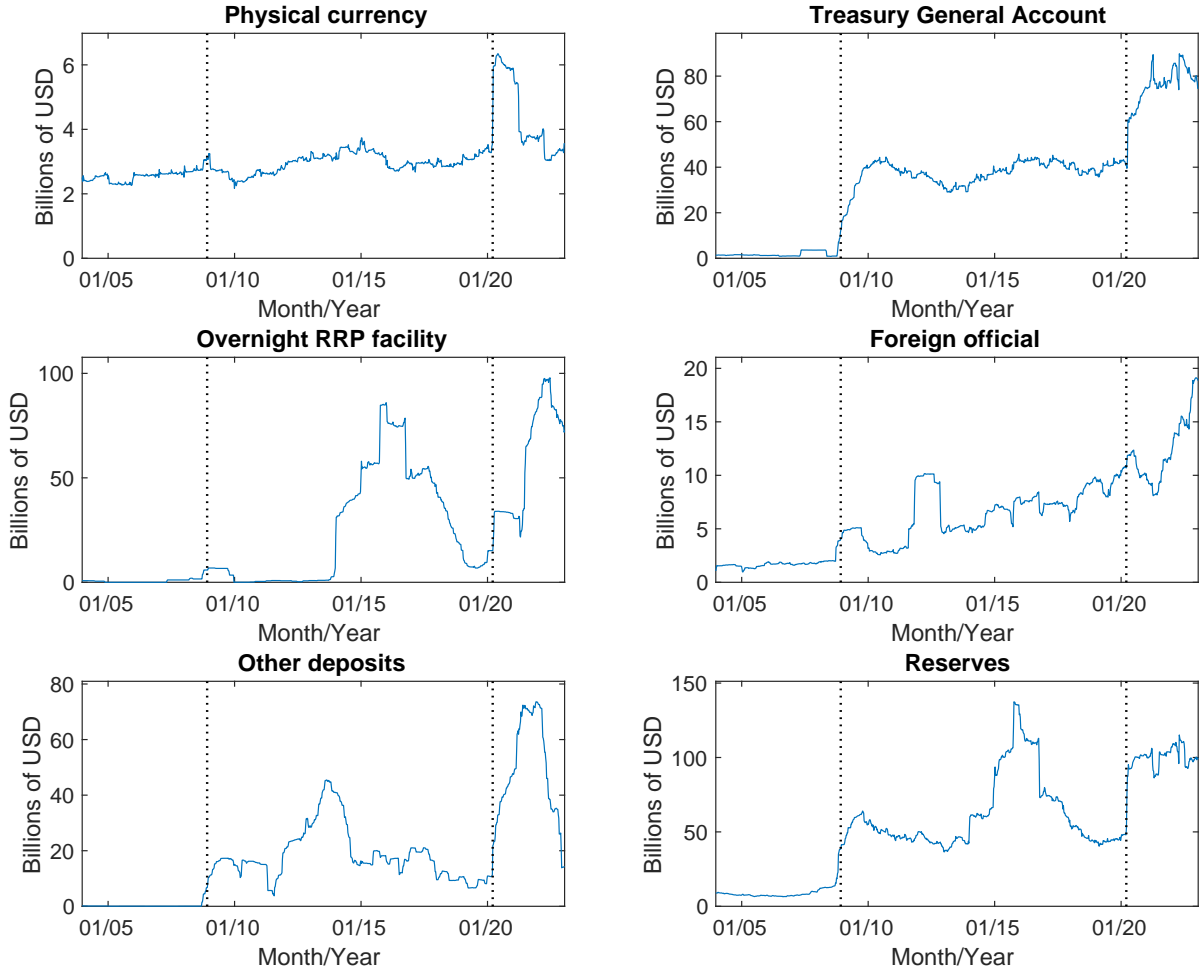 Physical currency
Billions of USD
6
4
2
0
01/05 01/10 01/15 01/20
Month/Year
Treasury General Account
Billions of USD
80
60
40
20
0
01/05 01/10 01/15 01/20
Month/Year
Overnight RRP facility
Billions of USD
100
50
0
01/05 01/10 01/15 01/20
Month/Year
Foreign official
Billions of USD
20
15
10
5
0
01/05 01/10 01/15 01/20
Month/Year
Other deposits
Billions of USD
80
60
40
20
0
01/05 01/10 01/15 01/20
Month/Year
Reserves
Billions of USD
150
100
50
0
01/05 01/10 01/15 01/20
Month/Year